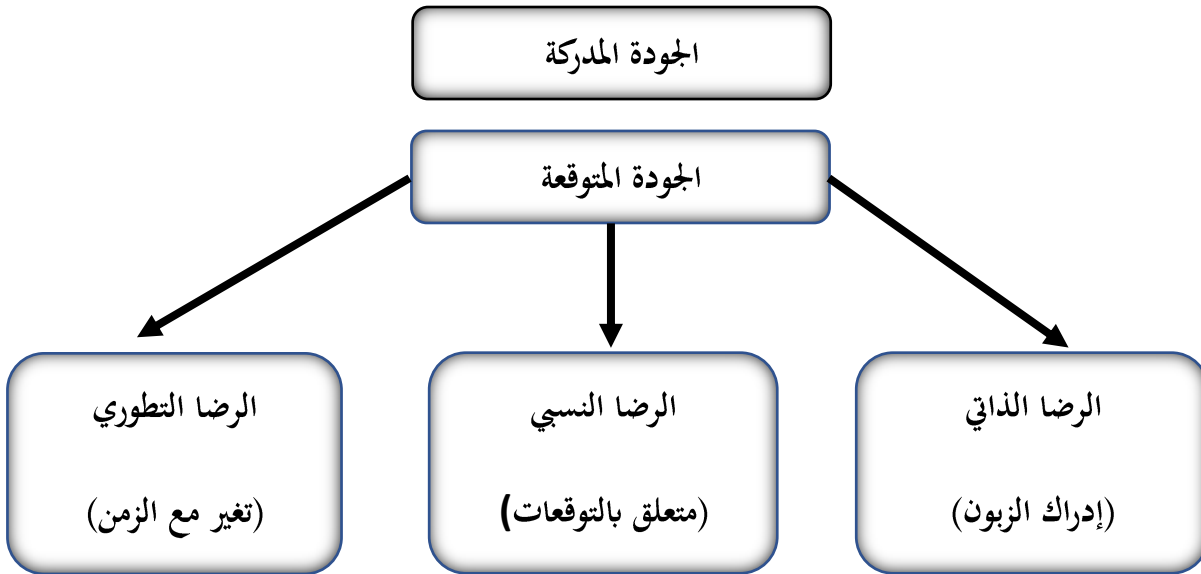 الجودة المدركة
الجودة المتوقعة
الرضا الذاتي
(إدراك الزبون)
الرضا النسبي
(متعلق بالتوقعات)
الرضا التطوري
(تغير مع الزمن)